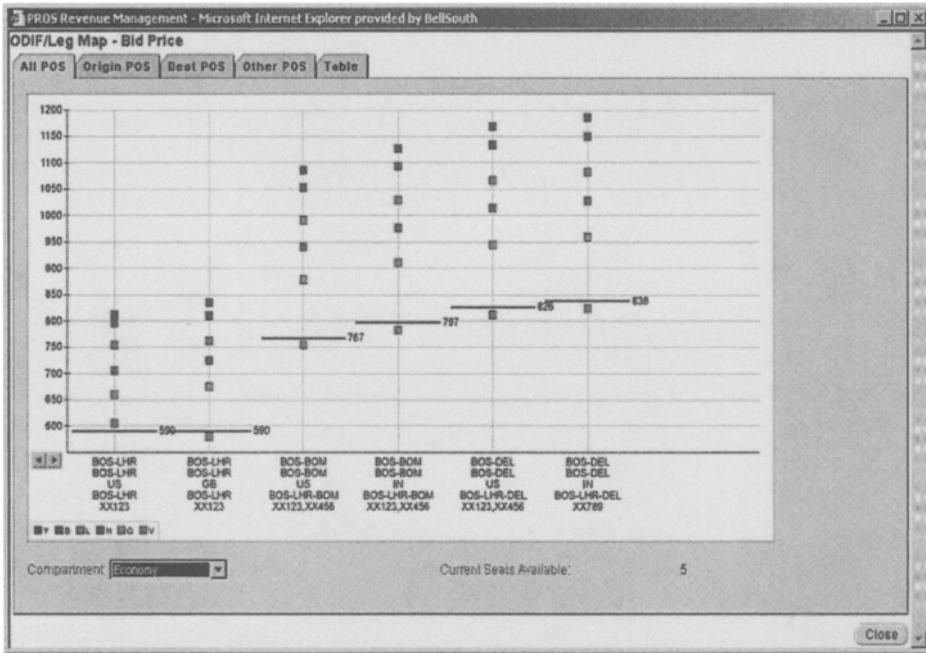 PROS Revenue Management - Microsoft Internet Explorer provided by BellSouth
ODIF/Leg Map - Bid Price
All POS Origin POS Best POS Other POS Table
1200
1150
1100
1050
1000
950
900
850
800
750
700
650
600
590
590
767
797
826
838
BOS-LHR BOS-LHR BOS-BOM BOS-BOM BOS-DEL BOS-DEL
BOS-LHR BOS-LHR BOS-BOM BOS-BOM BOS-DEL BOS-DEL
US GB US IN US IN
BOS-LHR BOS-LHR BOS-LHR-BOM BOS-LHR-BOM BOS-LHR-DEL BOS-LHR-DEL
XX123 XX123 XX123,XX456 XX123,XX456 XX123,XX456 XX789
Y B L H Q V
Compartment: Economy Current Seats Available: 5
Close